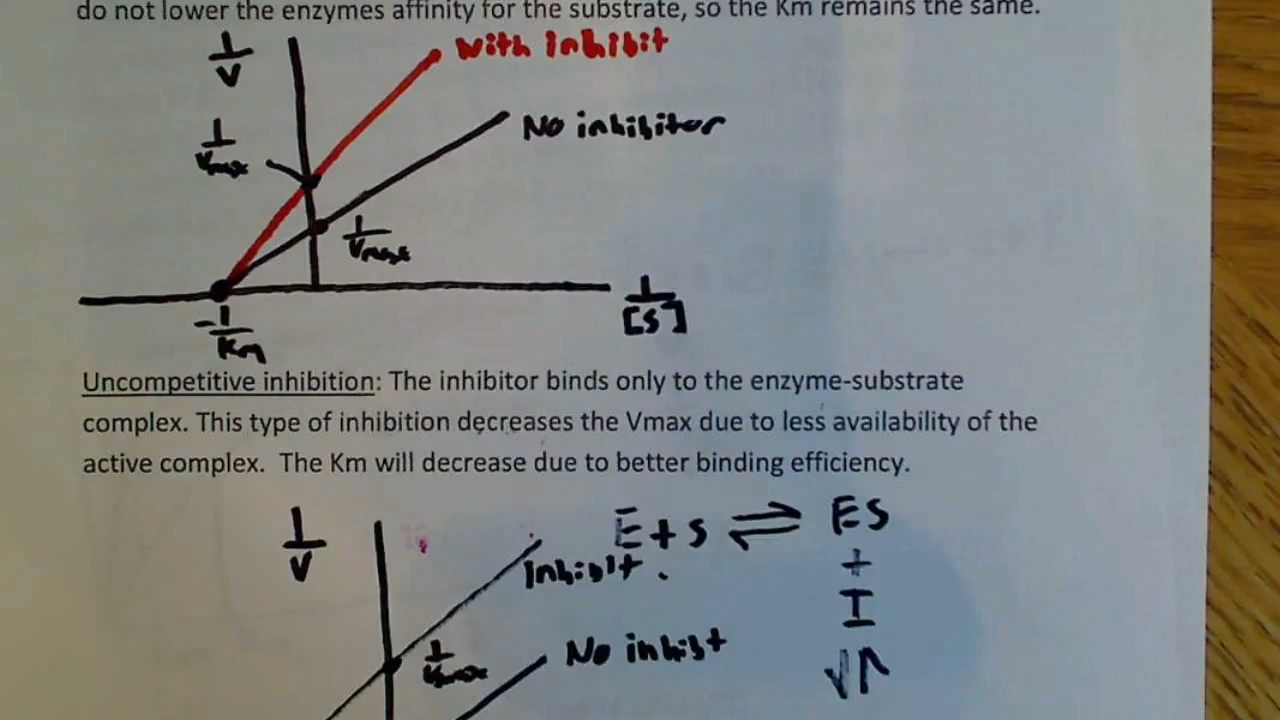 do not lower the enzymes affinity for the substrate, so the Km remains the same.
1/V
With inhibit
1/Vmax
No inhibitor
1/Vmax
1/[S]
-1/Km
Uncompetitive inhibition: The inhibitor binds only to the enzyme-substrate
complex. This type of inhibition decreases the Vmax due to less availability of the
active complex. The Km will decrease due to better binding efficiency.
1/V
E+S ⇌ ES
Inhibit.
+
I
1/Vmax
No inhibit